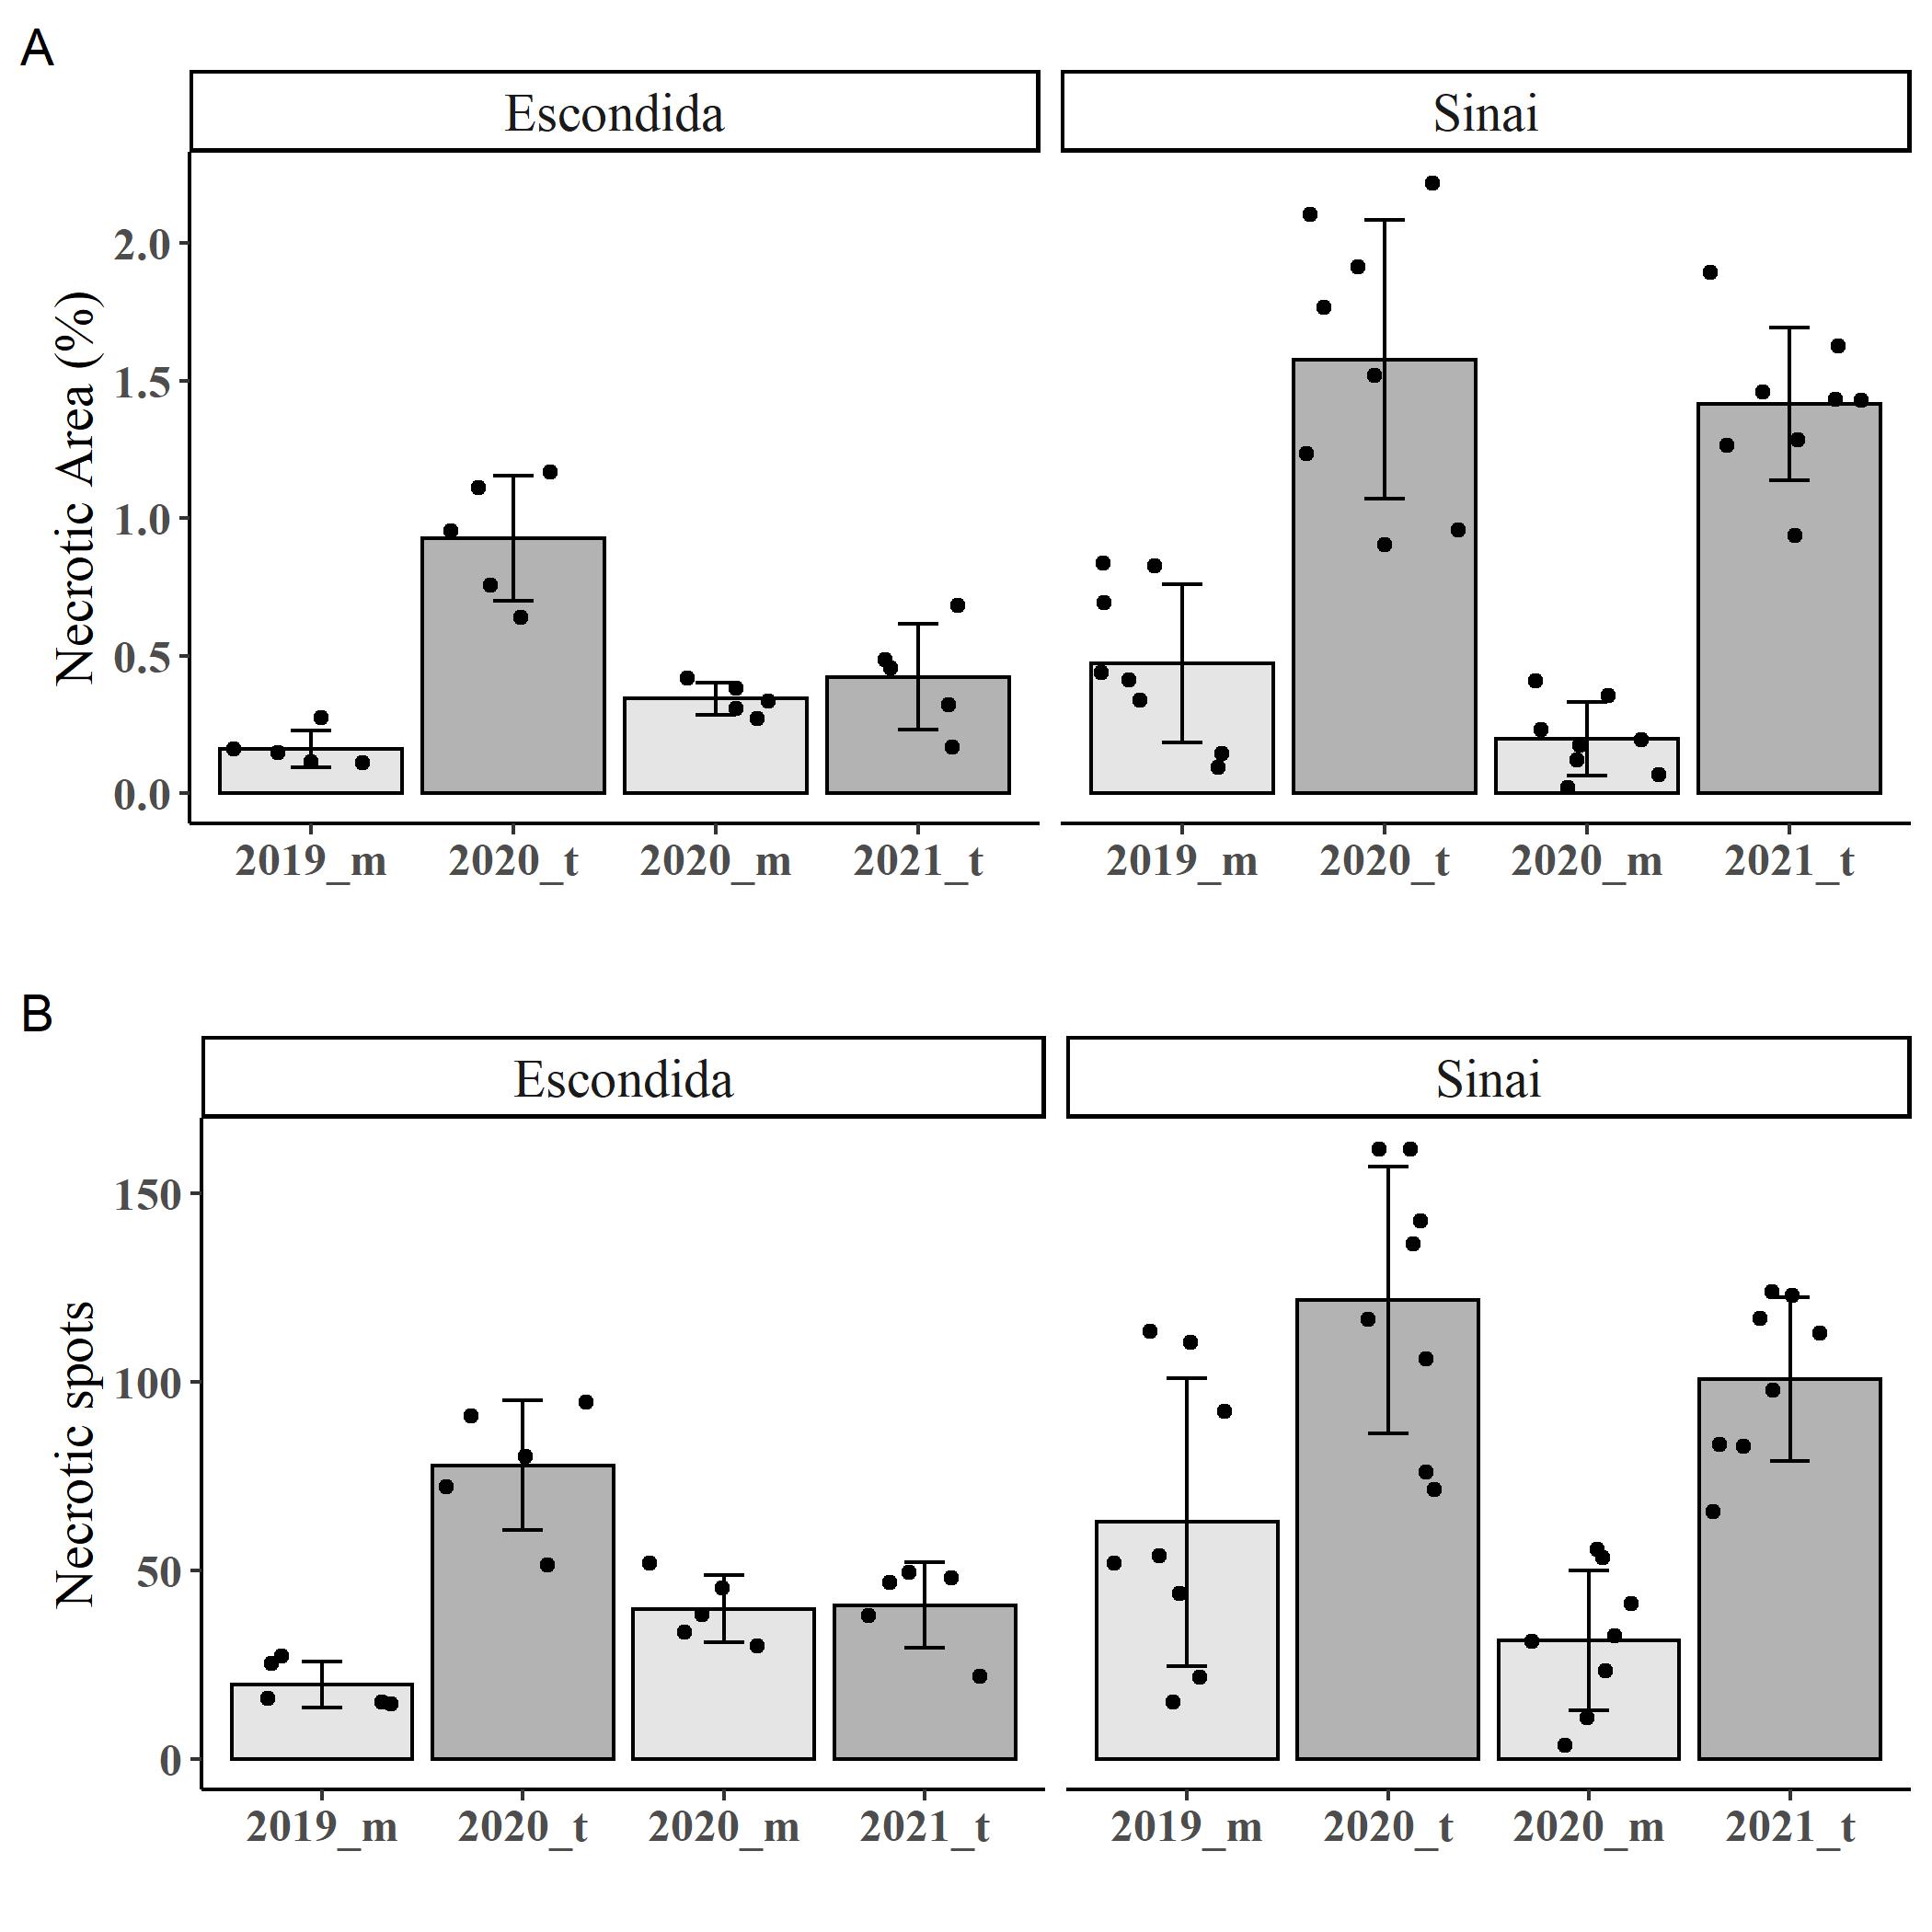 A
Escondida Sinai
Necrotic Area (%)
2.0
1.5
1.0
0.5
0.0
2019_m 2020_t 2020_m 2021_t 2019_m 2020_t 2020_m 2021_t
B
Escondida Sinai
Necrotic spots
150
100
50
0
2019_m 2020_t 2020_m 2021_t 2019_m 2020_t 2020_m 2021_t